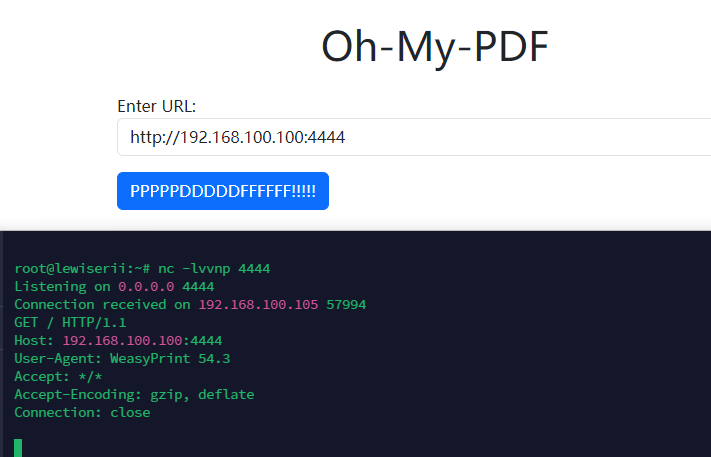 Oh-My-PDF
Enter URL:
http://192.168.100.100:4444
PPPPPDDDDDFFFFFF!!!!!
root@lewiserii:~# nc -lvvnp 4444
Listening on 0.0.0.0 4444
Connection received on 192.168.100.105 57994
GET / HTTP/1.1
Host: 192.168.100.100:4444
User-Agent: WeasyPrint 54.3
Accept: */*
Accept-Encoding: gzip, deflate
Connection: close